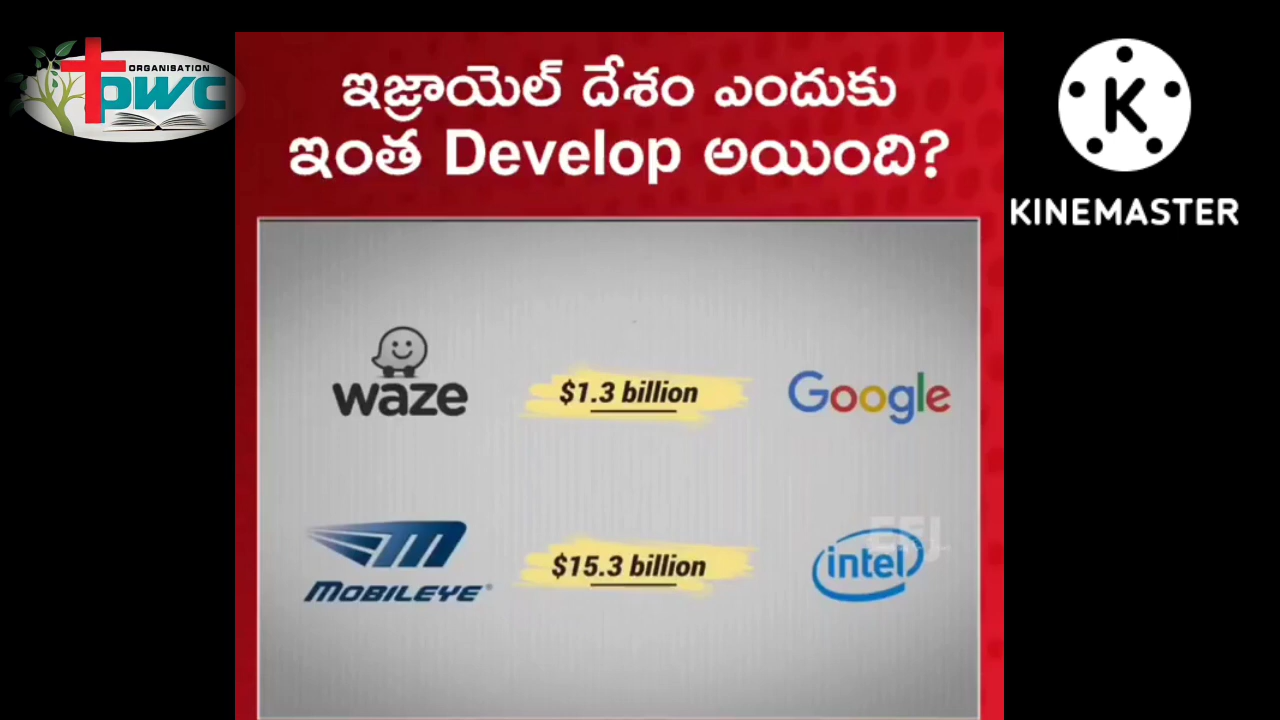 ORGANISATION
PWC
ఇజ్రాయెల్ దేశం ఎందుకు
ఇంత Develop అయింది?
K
KINEMASTER
waze
$1.3 billion
Google
MOBILEYE®
$15.3 billion
intel